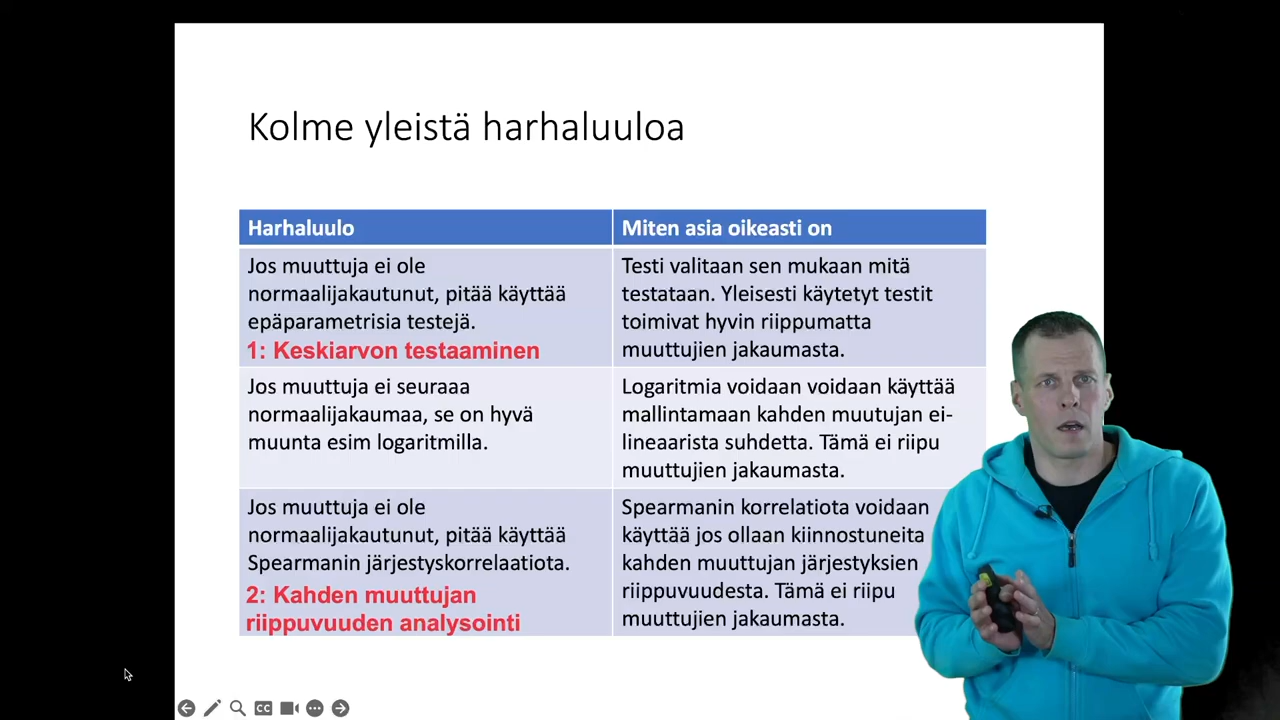 Kolme yleistä harhaluuloa
Harhaluulo
Miten asia oikeasti on
Jos muuttuja ei ole
normaalijakautunut, pitää käyttää
epäparametrisia testejä.
1: Keskiarvon testaaminen
Testi valitaan sen mukaan mitä
testataan. Yleisesti käytetyt testit
toimivat hyvin riippumatta
muuttujien jakaumasta.
Jos muuttuja ei seuraaa
normaalijakaumaa, se on hyvä
muunta esim logaritmilla.
Logaritmia voidaan voidaan käyttää
mallintamaan kahden muutujan ei-
lineaarista suhdetta. Tämä ei riipu
muuttujien jakaumasta.
Jos muuttuja ei ole
normaalijakautunut, pitää käyttää
Spearmanin järjestyskorrelaatiota.
2: Kahden muuttujan
riippuvuuden analysointi
Spearmanin korrelatiota voidaan
käyttää jos ollaan kiinnostuneita
kahden muuttujan järjestyksien
riippuvuudesta. Tämä ei riipu
muuttujien jakaumasta.
CC